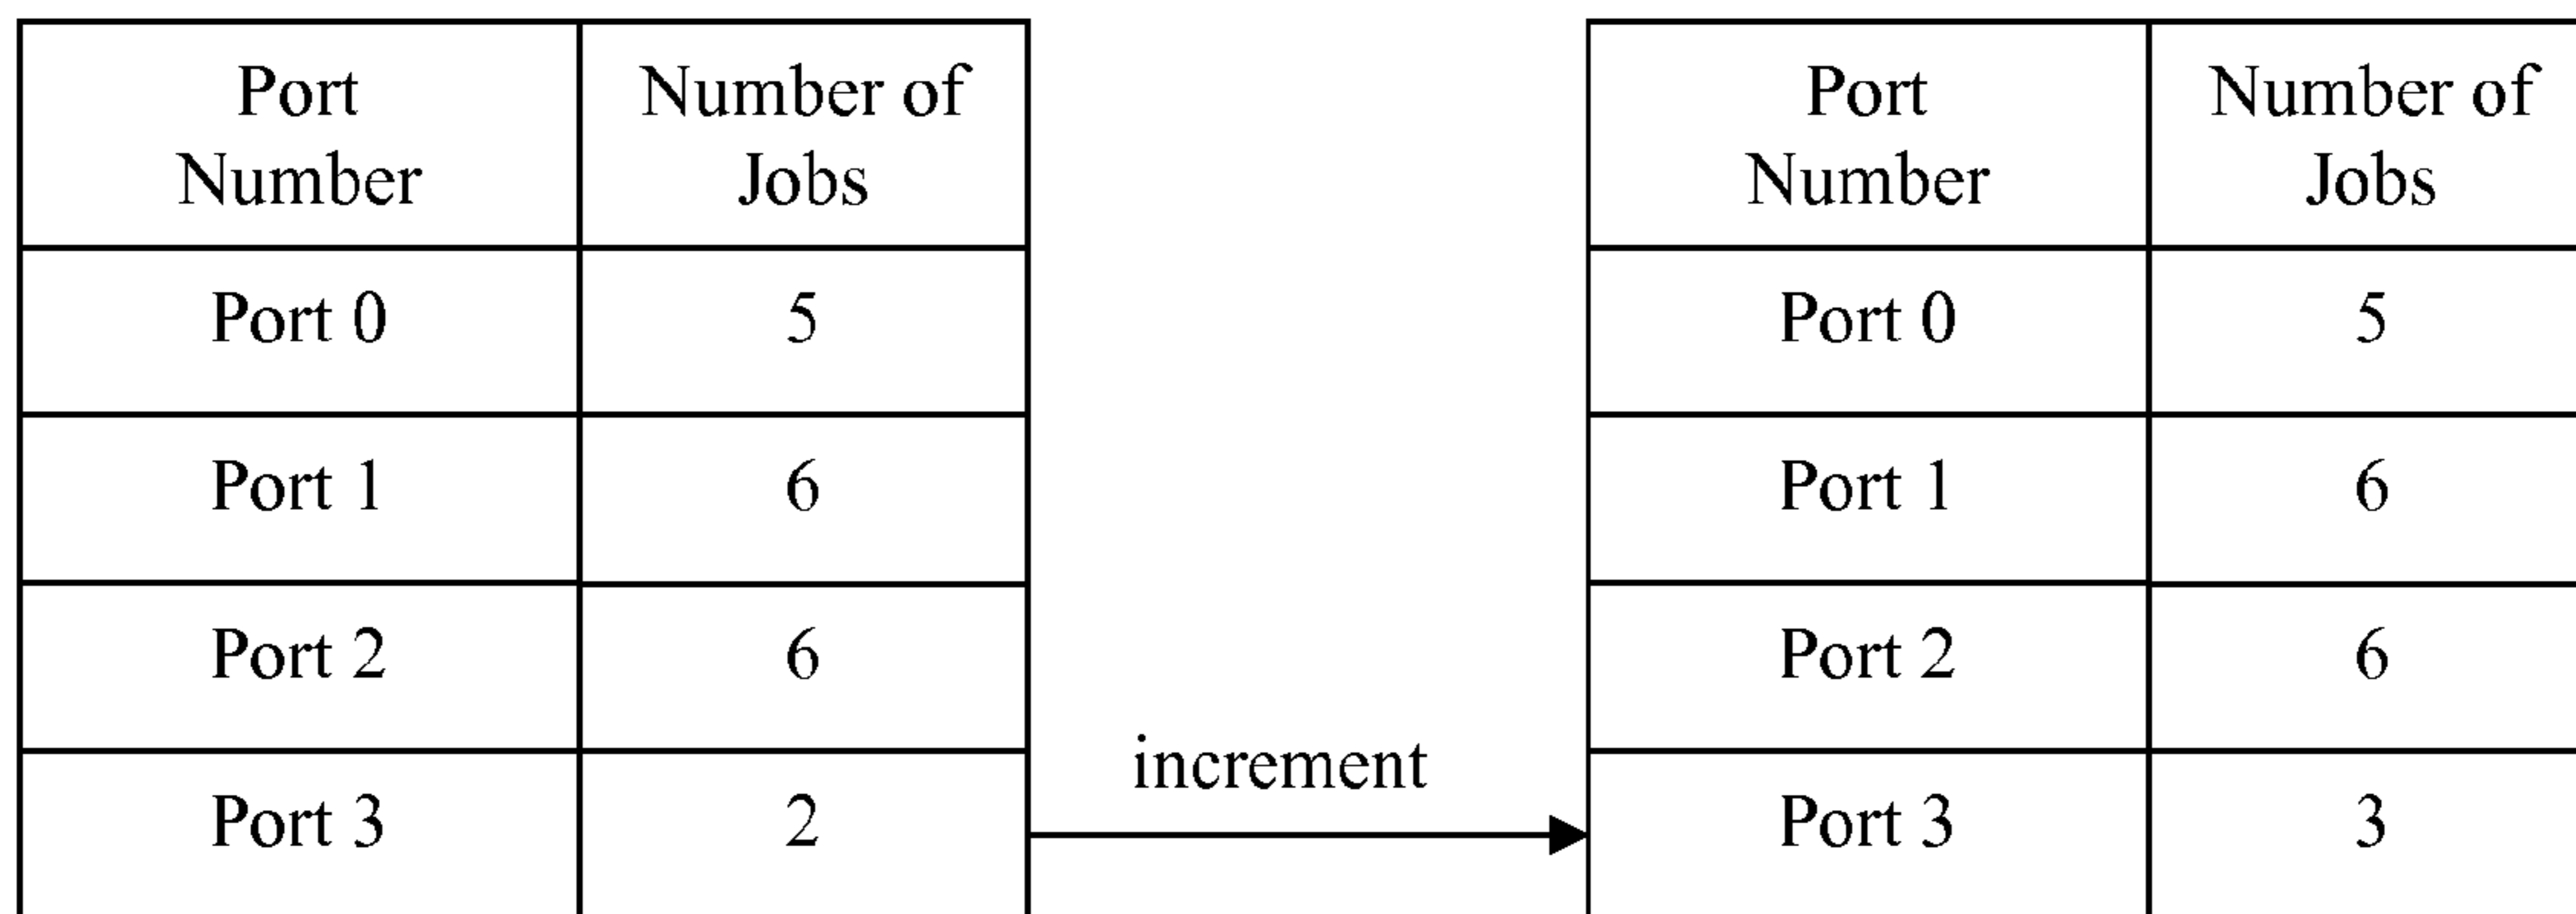 Port Number Number of Jobs
Port 0 5
Port 1 6
Port 2 6
Port 3 2
increment
Port Number Number of Jobs
Port 0 5
Port 1 6
Port 2 6
Port 3 3